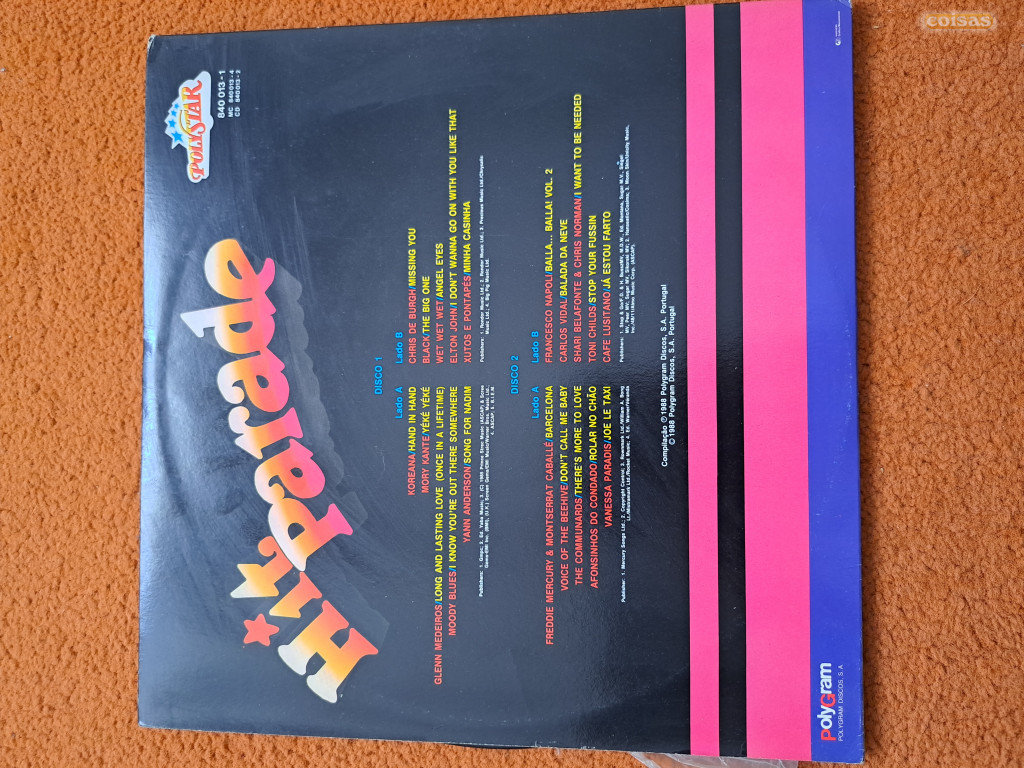 coisas
POLYSTAR
840 013 - 1
MC 840 013 - 4
CD 840 013 - 2
Hit parade
DISCO 1
Lado A
KOREANA/HAND IN HAND
MORY KANTE/YÉKÉ YÉKÉ
GLENN MEDEIROS/LONG AND LASTING LOVE (ONCE IN A LIFETIME)
MOODY BLUES/I KNOW YOU'RE OUT THERE SOMEWHERE
YANN ANDERSON/SONG FOR NADIM
Lado B
CHRIS DE BURGH/MISSING YOU
BLACK/THE BIG ONE
WET WET WET/ANGEL EYES
ELTON JOHN/I DON'T WANNA GO ON WITH YOU LIKE THAT
XUTOS E PONTAPÉS/MINHA CASINHA
DISCO 2
Lado A
FREDDIE MERCURY & MONTSERRAT CABALLÉ/BARCELONA
VOICE OF THE BEEHIVE/DON'T CALL ME BABY
THE COMMUNARDS/THERE'S MORE TO LOVE
AFONSINHOS DO CONDADO/ROLAR NO CHÃO
VANESSA PARADIS/JOE LE TAXI
Lado B
FRANCESCO NAPOLI/BALLA... BALLA! VOL. 2
CARLOS VIDAL/BALADA DA NEVE
SHARI BELAFONTE & CHRIS NORMAN/I WANT TO BE NEEDED
TONI CHILDS/STOP YOUR FUSSIN
CAFE LUSITANO/JÁ ESTOU FARTO
Compilação ℗ 1988 Polygram Discos, S.A. Portugal
© 1988 Polygram Discos, S.A. Portugal
PolyGram
POLYGRAM DISCOS, S.A.